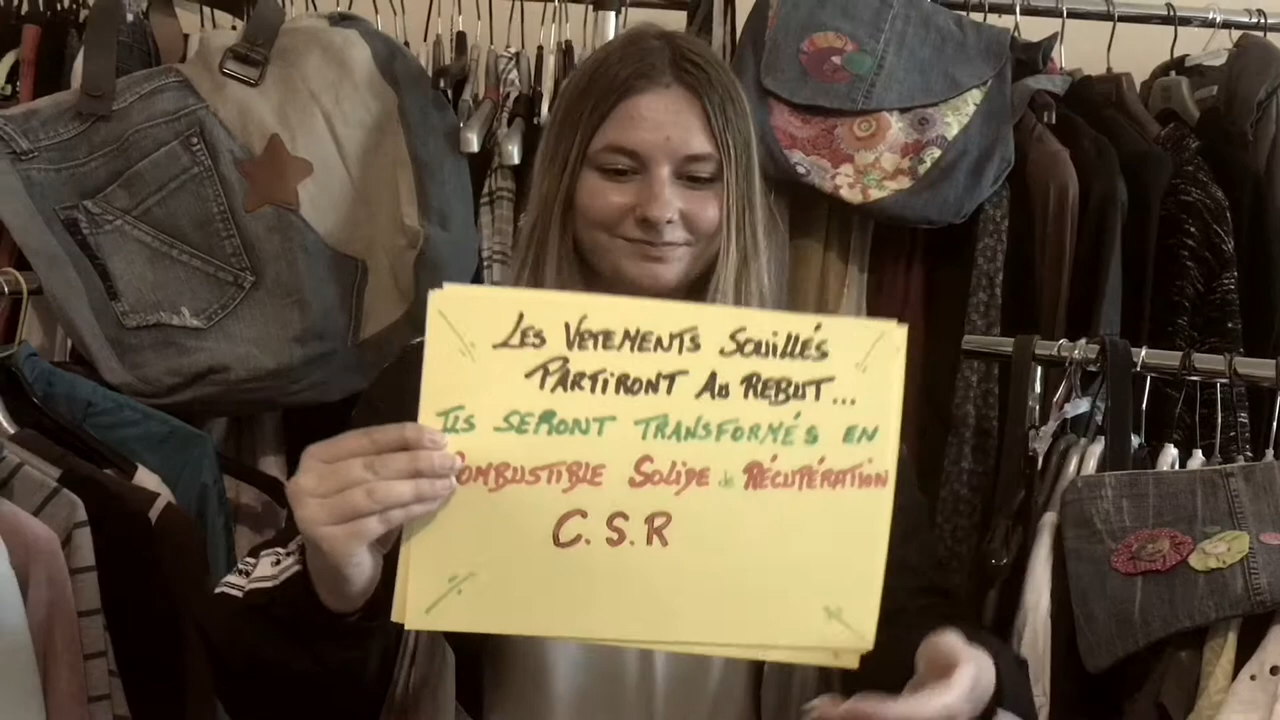 LES VETEMENTS SOUILLÉS
PARTIRONT AU REBUT...
ILS SERONT TRANSFORMÉS EN
COMBUSTIBLE SOLIDE de RÉCUPÉRATION
C.S.R